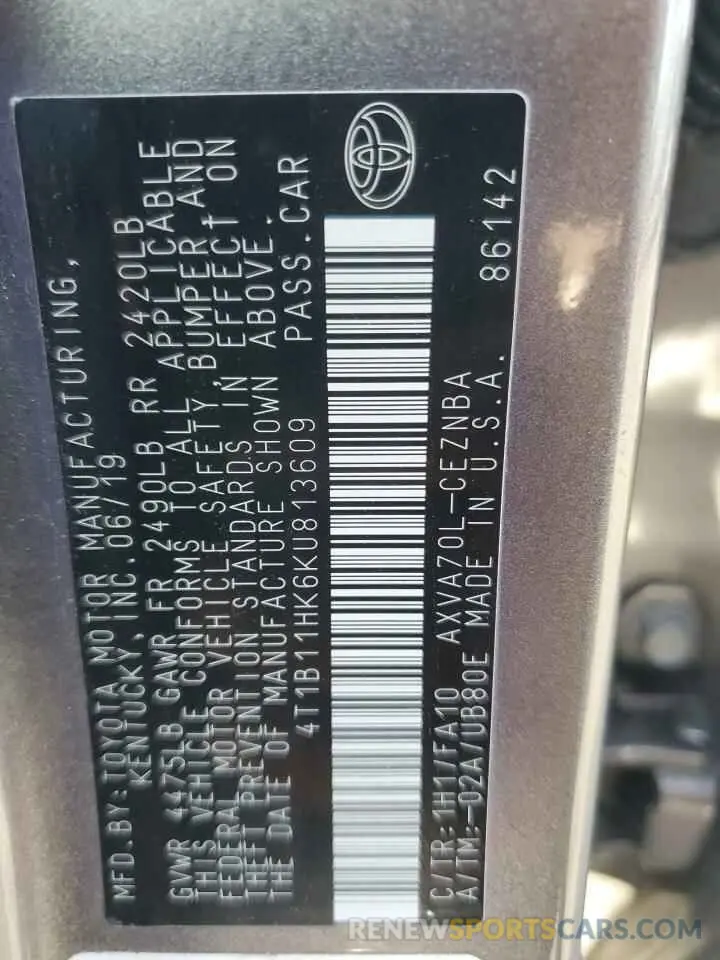 MFD.BY:TOYOTA MOTOR MANUFACTURING,
KENTUCKY, INC. 06/19
GVWR 4475LB GAWR FR 2490LB RR 2420LB
THIS VEHICLE CONFORMS TO ALL APPLICABLE
FEDERAL MOTOR VEHICLE SAFETY, BUMPER AND
THEFT PREVENTION STANDARDS IN EFFECT ON
THE DATE OF MANUFACTURE SHOWN ABOVE.
4T1B11HK6KU813609 PASS.CAR
C/TR:1H1/FA10 AXVA70L-CEZNBA
A/TM:-02A/UB80E MADE IN U.S.A. 86142
RENEWSPORTSCARS.COM